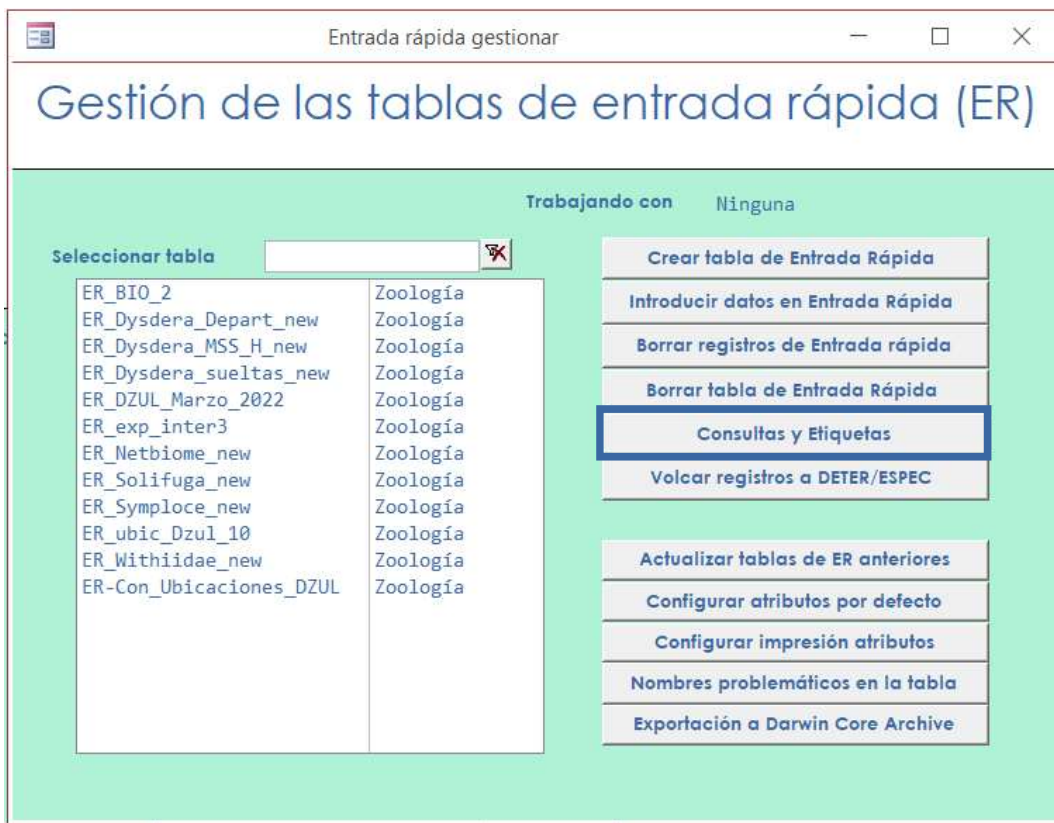 Entrada rápida gestionar
Gestión de las tablas de entrada rápida (ER)
Trabajando con Ninguna
Seleccionar tabla
ER_BIO_2 Zoología
ER_Dysdera_Depart_new Zoología
ER_Dysdera_MSS_H_new Zoología
ER_Dysdera_sueltas_new Zoología
ER_DZUL_Marzo_2022 Zoología
ER_exp_inter3 Zoología
ER_Netbiome_new Zoología
ER_Solifuga_new Zoología
ER_Symploce_new Zoología
ER_ubic_Dzul_10 Zoología
ER_Withiidae_new Zoología
ER-Con_Ubicaciones_DZUL Zoología
Crear tabla de Entrada Rápida
Introducir datos en Entrada Rápida
Borrar registros de Entrada rápida
Borrar tabla de Entrada Rápida
Consultas y Etiquetas
Volcar registros a DETER/ESPEC
Actualizar tablas de ER anteriores
Configurar atributos por defecto
Configurar impresión atributos
Nombres problemáticos en la tabla
Exportación a Darwin Core Archive